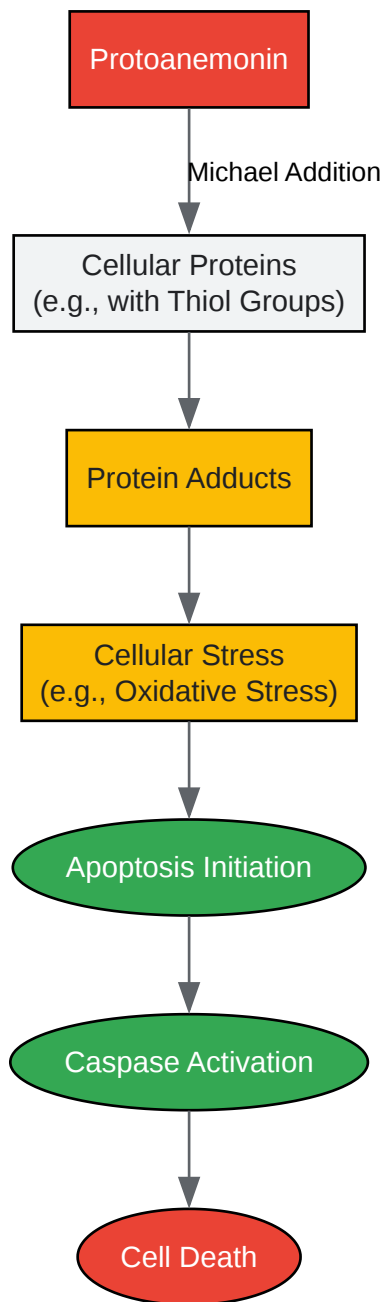 Protoanemonin
Michael Addition
Cellular Proteins
(e.g., with Thiol Groups)
Protein Adducts
Cellular Stress
(e.g., Oxidative Stress)
Apoptosis Initiation
Caspase Activation
Cell Death